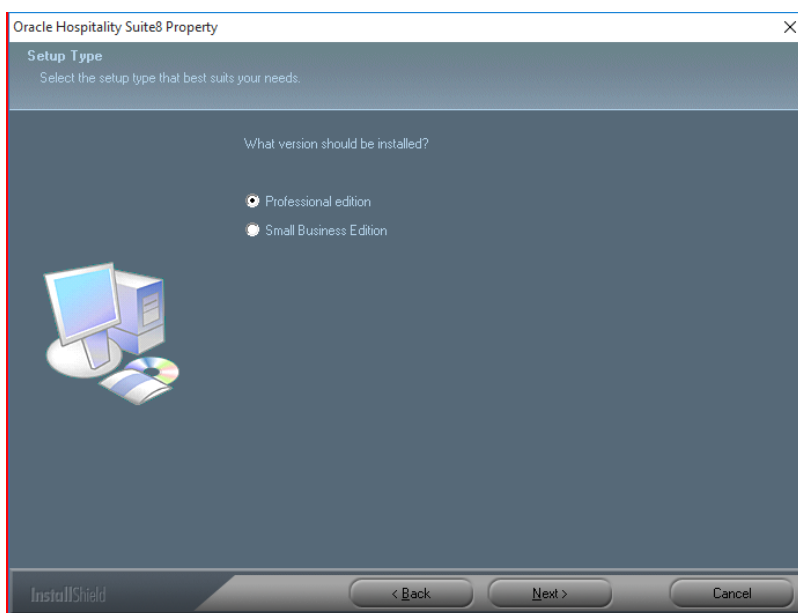 Oracle Hospitality Suite8 Property
Setup Type
Select the setup type that best suits your needs.
What version should be installed?
Professional edition
Small Business Edition
InstallShield
< Back
Next >
Cancel